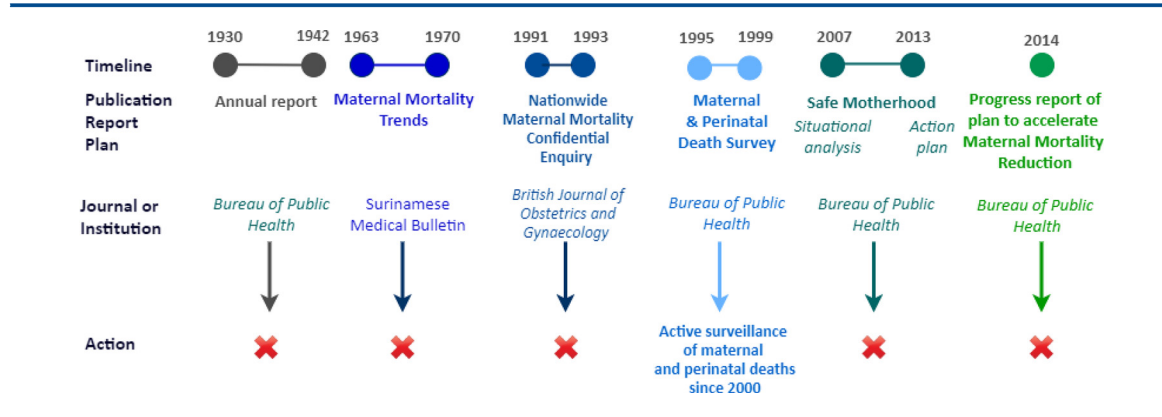 1930 1942 1963 1970 1991 1993 1995 1999 2007 2013 2014
Timeline
Publication
Report
Plan
Annual report
Maternal Mortality
Trends
Nationwide
Maternal Mortality
Confidential
Enquiry
Maternal
& Perinatal
Death Survey
Safe Motherhood
Situational
analysis
Action
plan
Progress report of
plan to accelerate
Maternal Mortality
Reduction
Journal or
Institution
Bureau of Public
Health
Surinamese
Medical Bulletin
British Journal of
Obstetrics and
Gynaecology
Bureau of Public
Health
Bureau of Public
Health
Bureau of Public
Health
Action
Active surveillance
of maternal
and perinatal deaths
since 2000